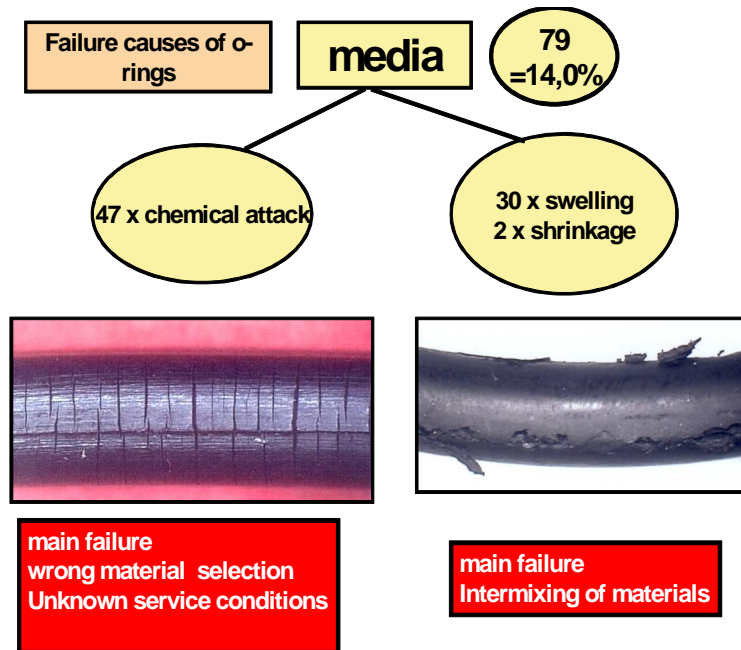 Failure causes of o-
rings
media
79
=14,0%
47 x chemical attack
30 x swelling
2 x shrinkage
main failure
wrong material selection
Unknown service conditions
main failure
Intermixing of materials